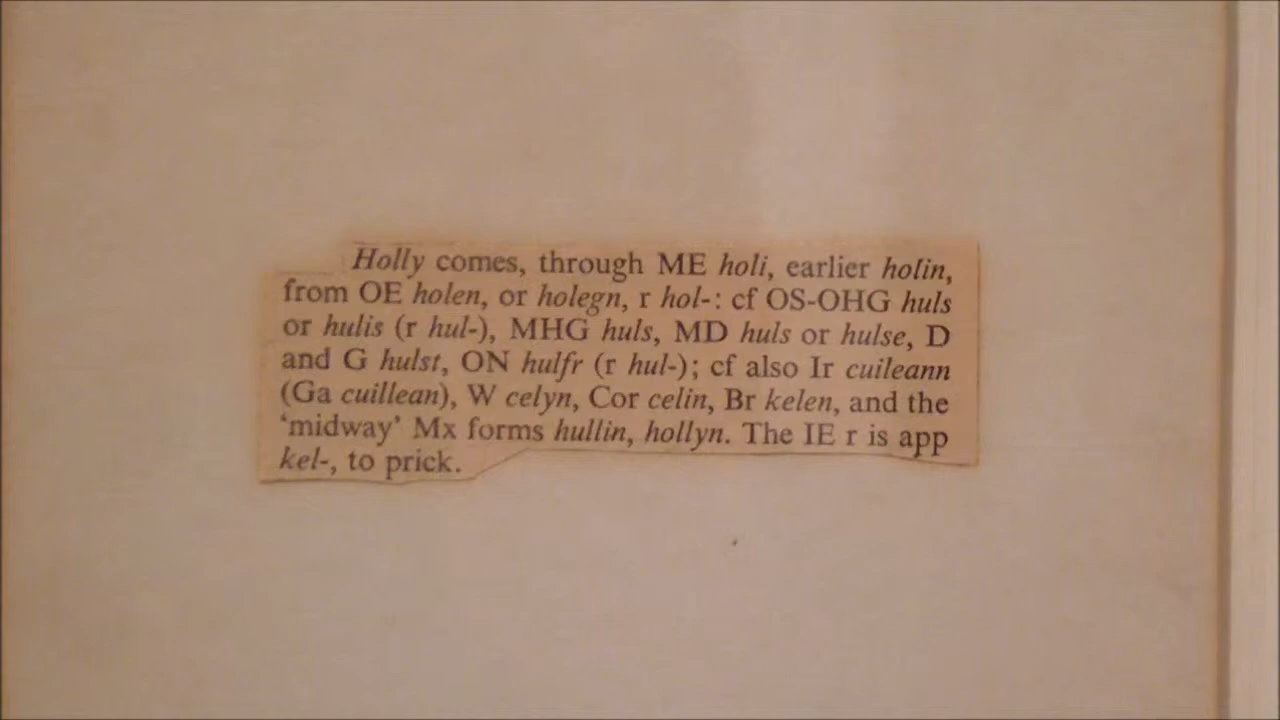 Holly comes, through ME holi, earlier holin,
from OE holen, or holegn, r hol-: cf OS-OHG huls
or hulis (r hul-), MHG huls, MD huls or hulse, D
and G hulst, ON hulfr (r hul-); cf also Ir cuileann
(Ga cuillean), W celyn, Cor celin, Br kelen, and the
‘midway’ Mx forms hullin, hollyn. The IE r is app
kel-, to prick.